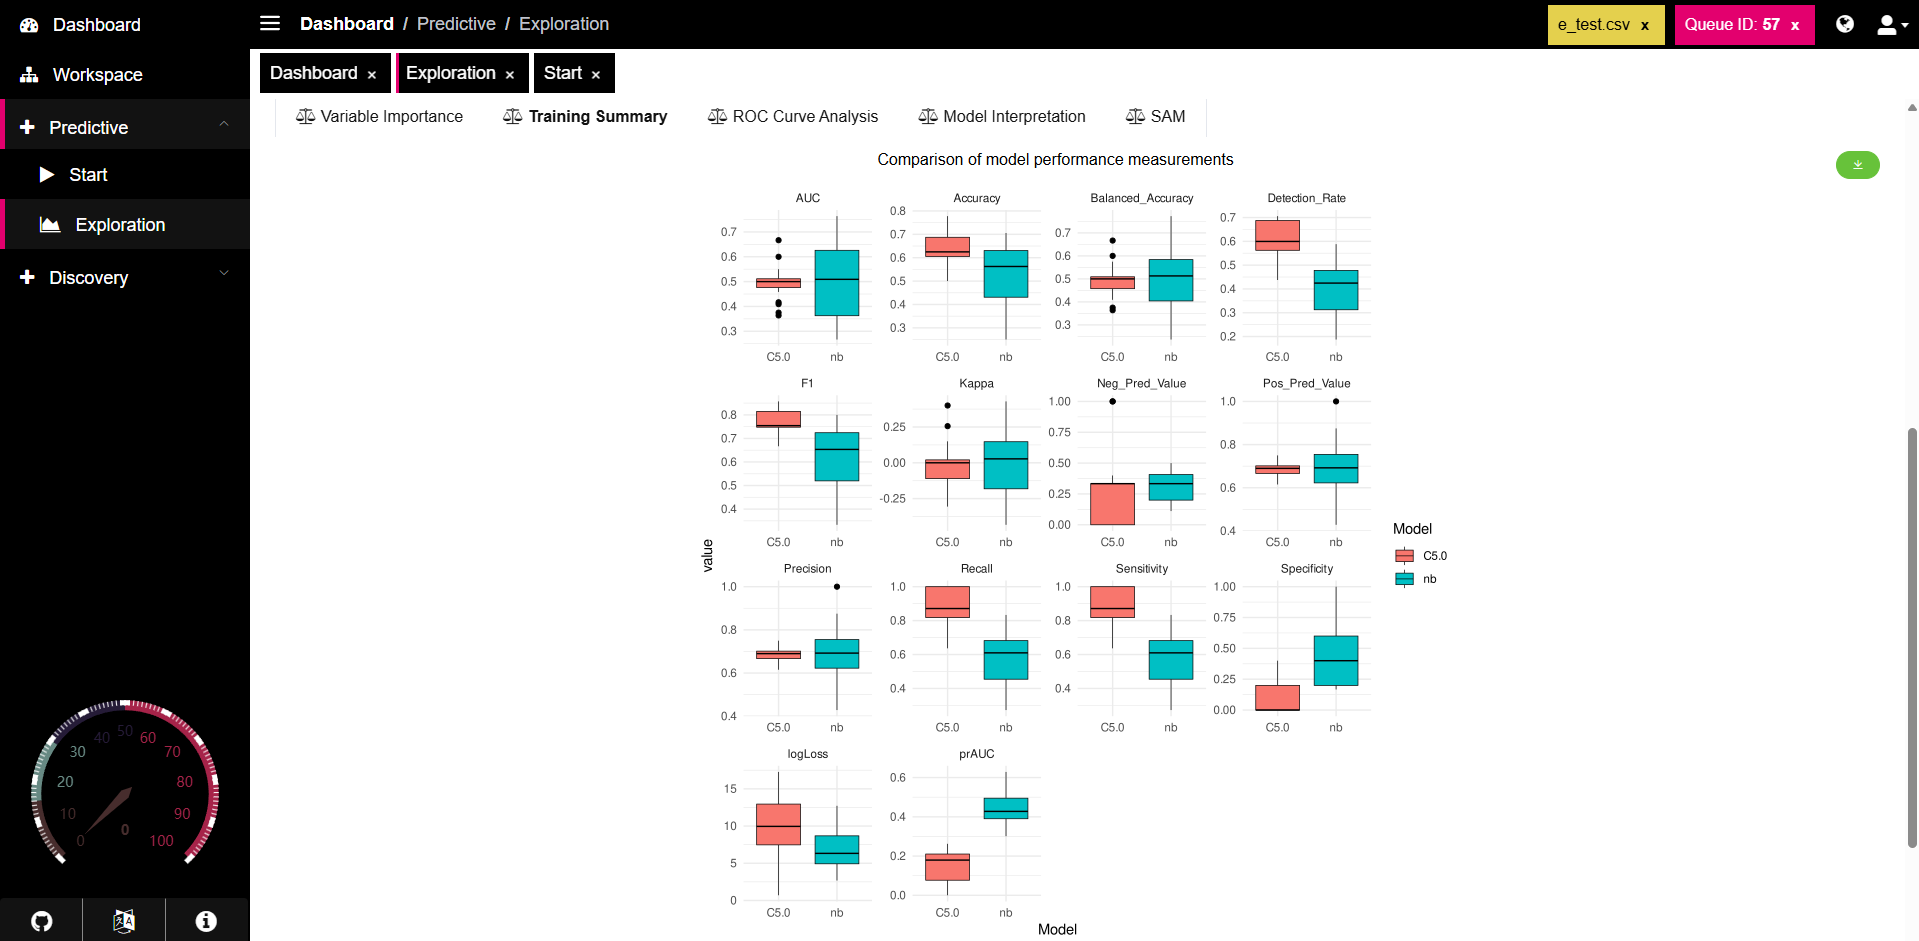 Dashboard
Workspace
Predictive
Start
Exploration
Discovery
0 10 20 30 40 50 60 70 80 90 100
0
Dashboard / Predictive / Exploration
e_test.csv x
Queue ID: 57 x
Dashboard × Exploration × Start ×
Variable Importance Training Summary ROC Curve Analysis Model Interpretation SAM
Comparison of model performance measurements
AUC Accuracy Balanced_Accuracy Detection_Rate
0.7 0.6 0.5 0.4 0.3
0.8 0.7 0.6 0.5 0.4 0.3
0.7 0.6 0.5 0.4 0.3
0.7 0.6 0.5 0.4 0.3 0.2
C5.0 nb C5.0 nb C5.0 nb C5.0 nb
F1 Kappa Neg_Pred_Value Pos_Pred_Value
0.8 0.7 0.6 0.5 0.4
0.25 0.00 -0.25
1.00 0.75 0.50 0.25 0.00
1.0 0.8 0.6 0.4
C5.0 nb C5.0 nb C5.0 nb C5.0 nb
Precision Recall Sensitivity Specificity
1.0 0.8 0.6 0.4
1.0 0.8 0.6 0.4
1.0 0.8 0.6 0.4
1.00 0.75 0.50 0.25 0.00
C5.0 nb C5.0 nb C5.0 nb C5.0 nb
logLoss prAUC
15 10 5 0
0.6 0.4 0.2 0.0
C5.0 nb C5.0 nb
value
Model
Model
C5.0
nb